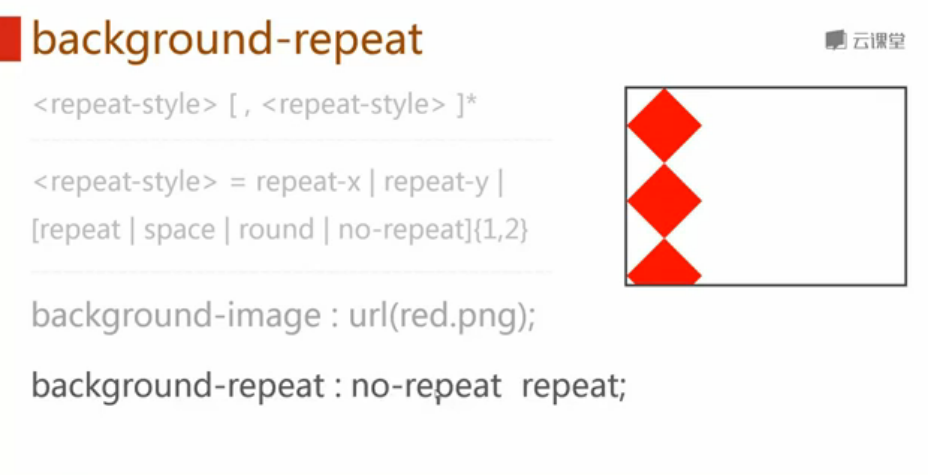 background-repeat
云课堂
<repeat-style> [ , <repeat-style> ]*
<repeat-style> = repeat-x | repeat-y |
[repeat | space | round | no-repeat]{1,2}
background-image : url(red.png);
background-repeat : no-repeat repeat;